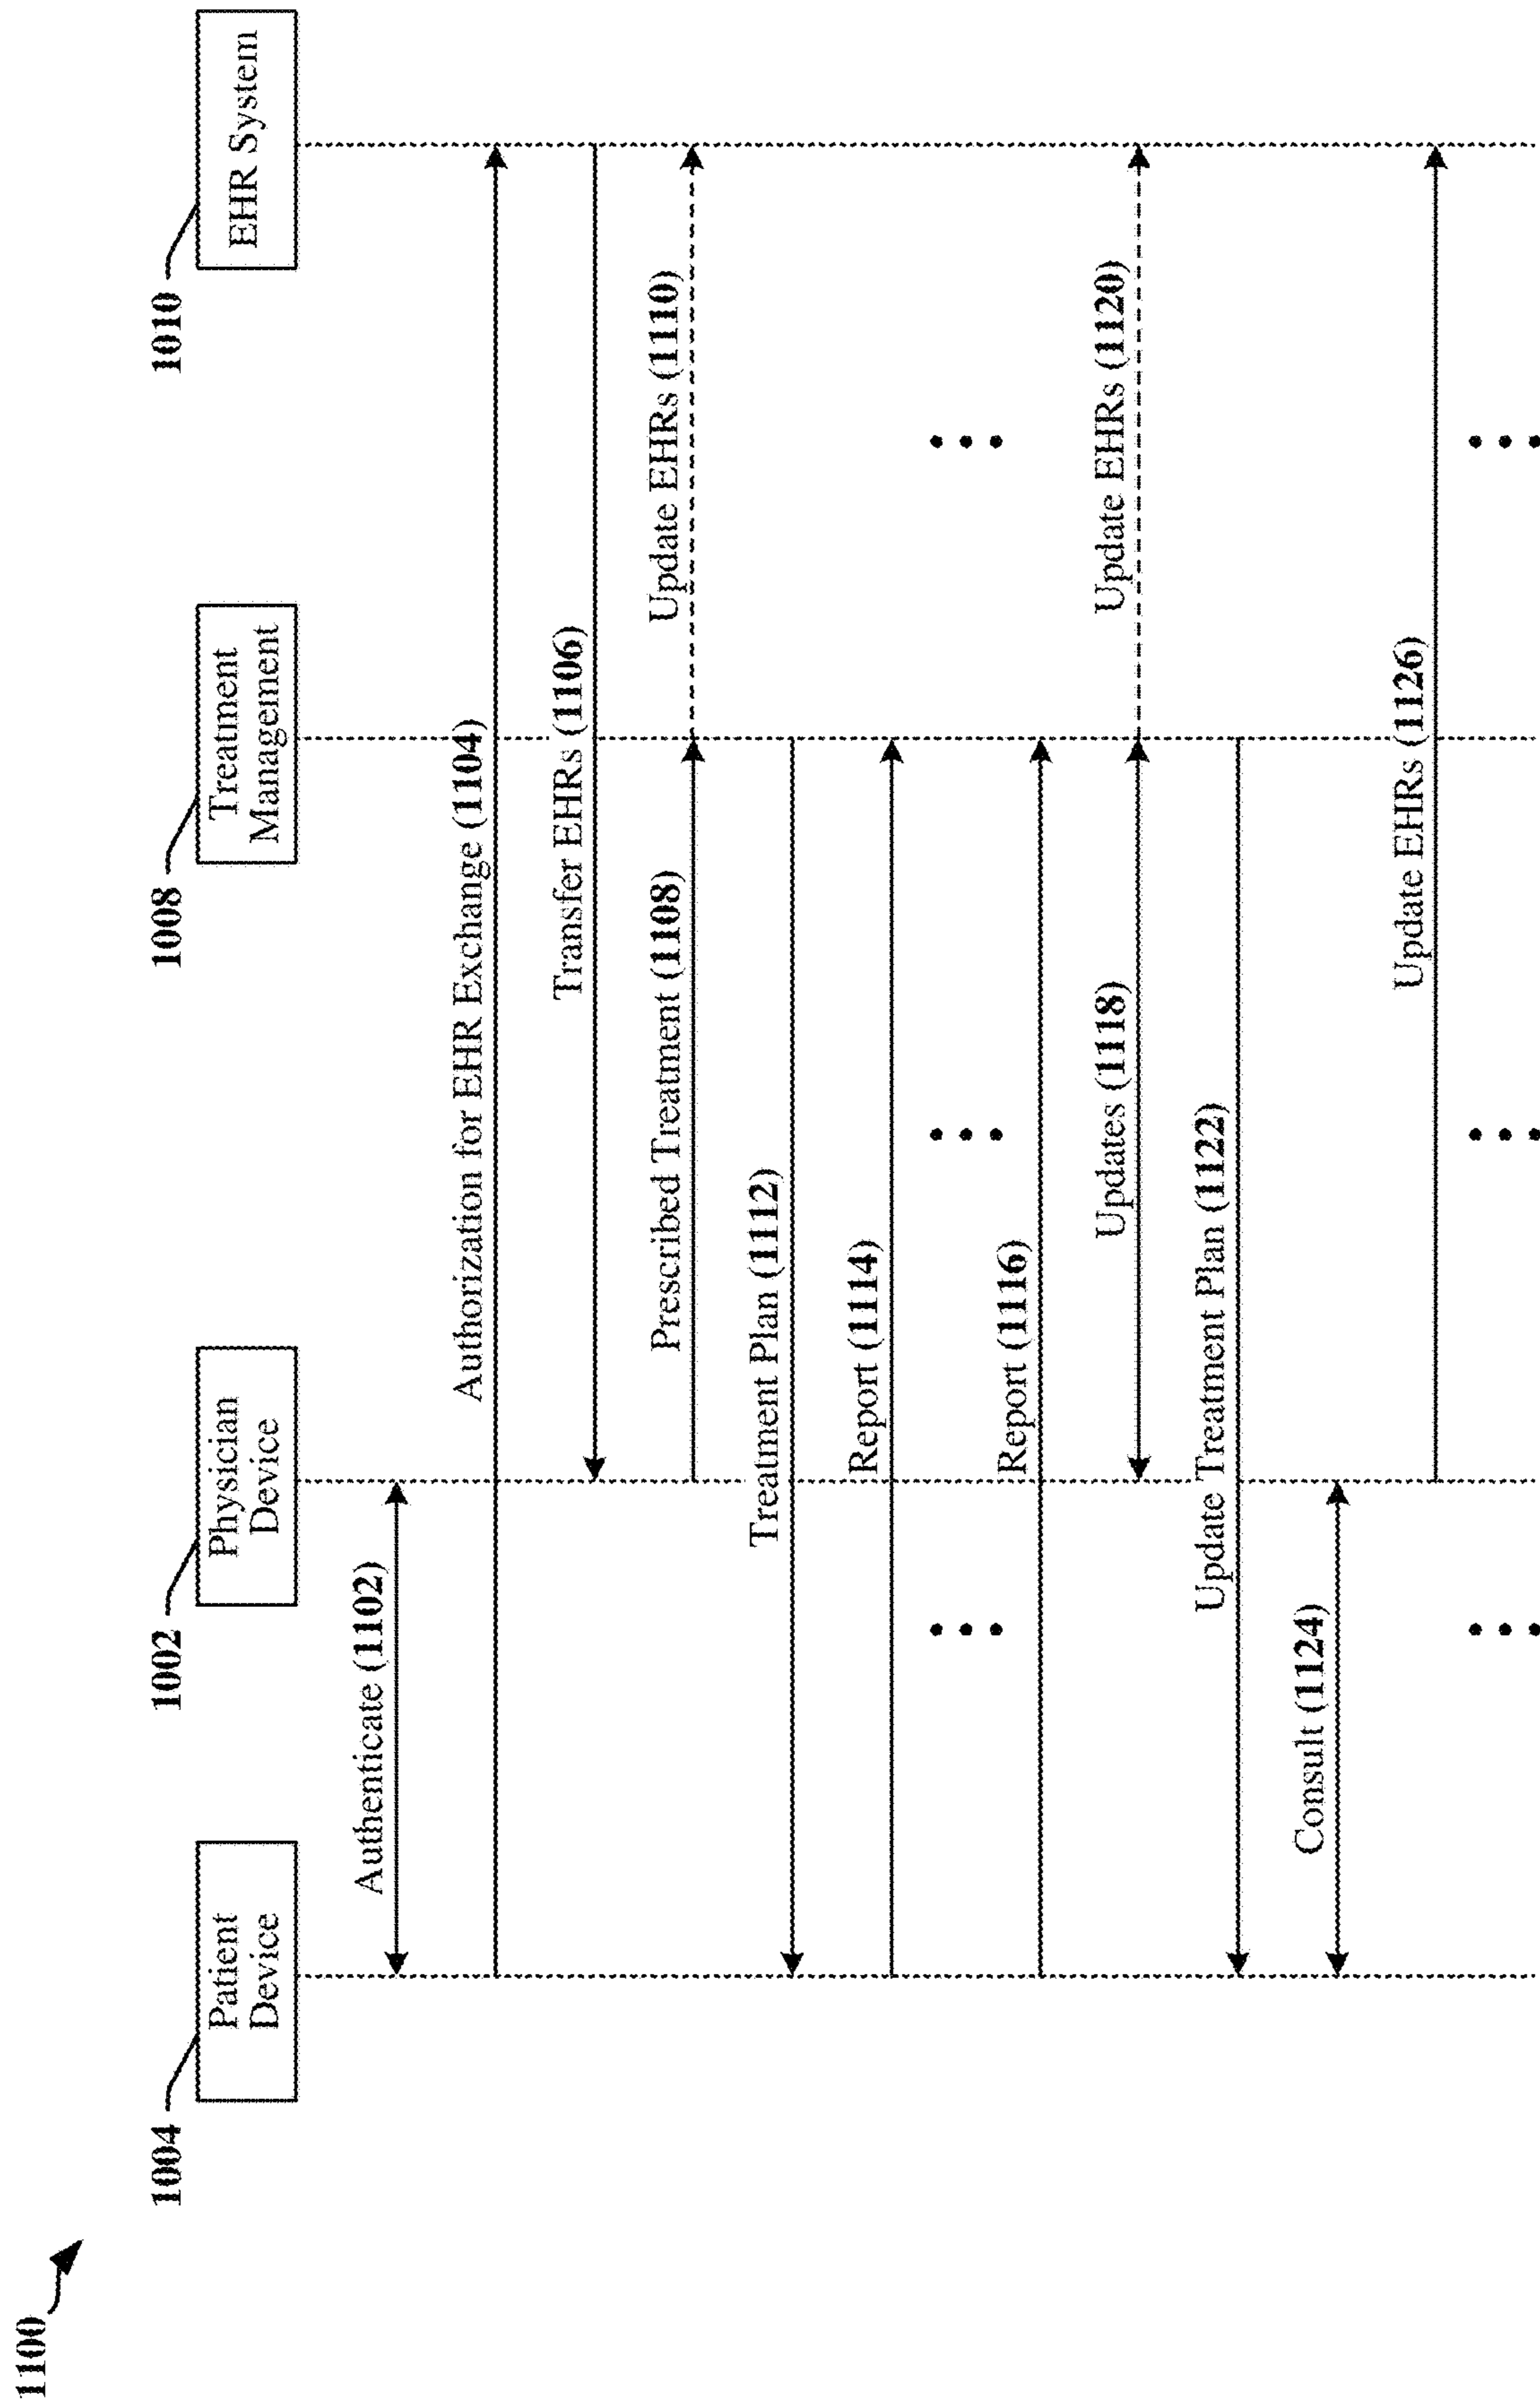 1100
1004
Patient
Device
1002
Physician
Device
1008
Treatment
Management
1010
EHR System
Authenticate (1102)
Authorization for EHR Exchange (1104)
Transfer EHRs (1106)
Prescribed Treatment (1108)
Update EHRs (1110)
Treatment Plan (1112)
Report (1114)
Report (1116)
Updates (1118)
Update EHRs (1120)
Update Treatment Plan (1122)
Consult (1124)
Update EHRs (1126)